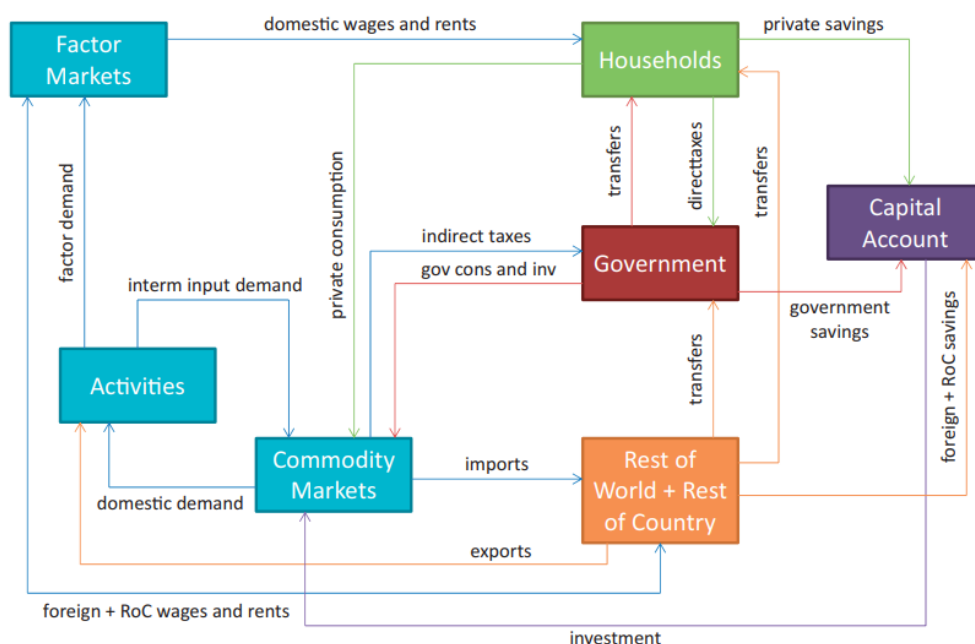 domestic wages and rents
private savings
Factor
Markets
Households
factor demand
private consumption
transfers
directtaxes
transfers
Capital
Account
indirect taxes
Government
gov cons and inv
interm input demand
government
savings
Activities
transfers
foreign + RoC savings
Commodity
Markets
imports
Rest of
World + Rest
of Country
domestic demand
exports
foreign + RoC wages and rents
investment